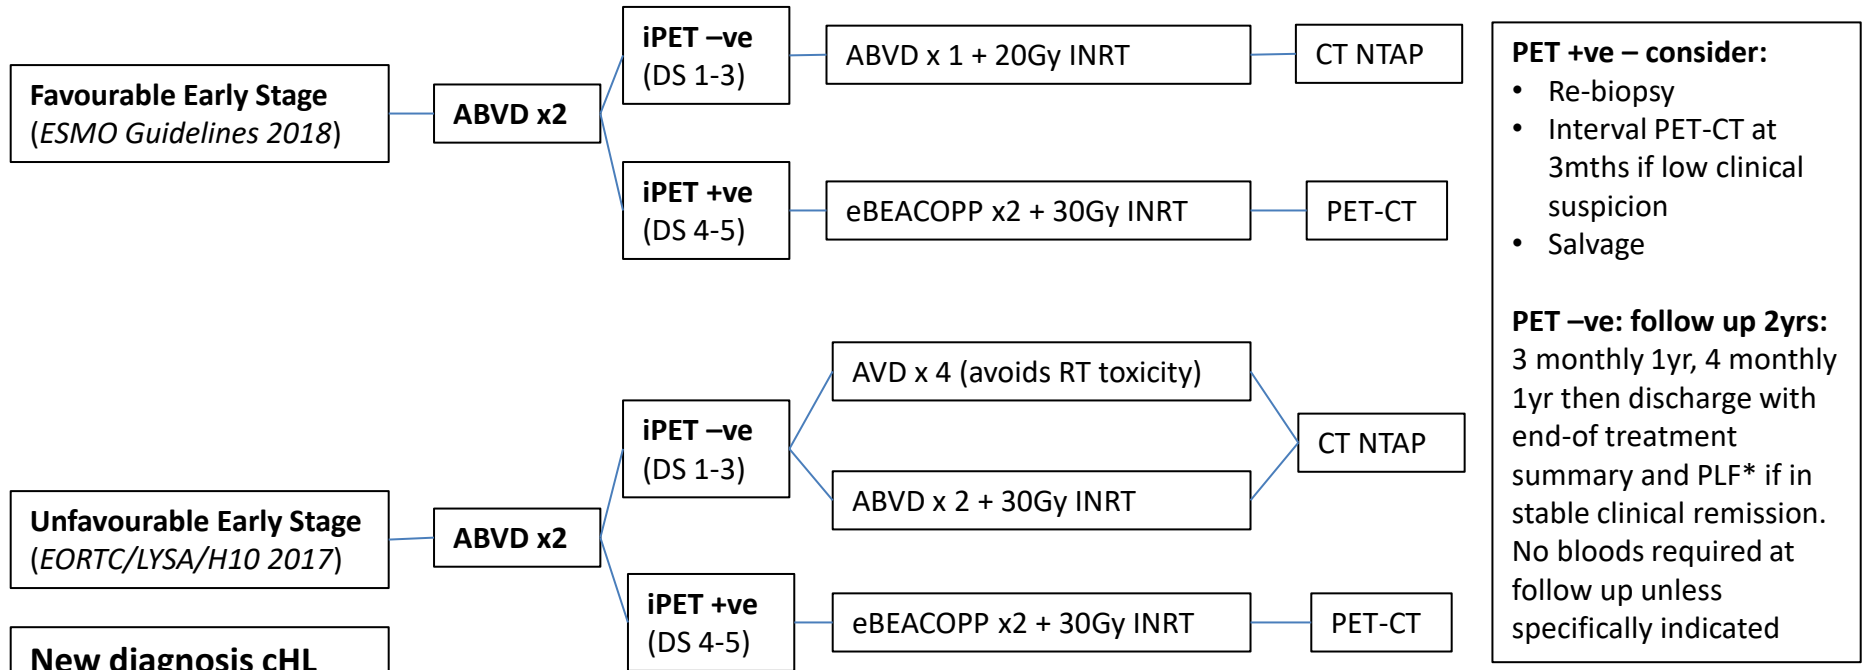 Favourable Early Stage
(ESMO Guidelines 2018)
ABVD x2
iPET –ve
(DS 1-3)
ABVD x 1 + 20Gy INRT
CT NTAP
iPET +ve
(DS 4-5)
eBEACOPP x2 + 30Gy INRT
PET-CT
Unfavourable Early Stage
(EORTC/LYSA/H10 2017)
ABVD x2
iPET –ve
(DS 1-3)
AVD x 4 (avoids RT toxicity)
ABVD x 2 + 30Gy INRT
CT NTAP
iPET +ve
(DS 4-5)
eBEACOPP x2 + 30Gy INRT
PET-CT
New diagnosis cHL
PET +ve – consider:
• Re-biopsy
• Interval PET-CT at
3mths if low clinical
suspicion
• Salvage
PET –ve: follow up 2yrs:
3 monthly 1yr, 4 monthly
1yr then discharge with
end-of treatment
summary and PLF* if in
stable clinical remission.
No bloods required at
follow up unless
specifically indicated